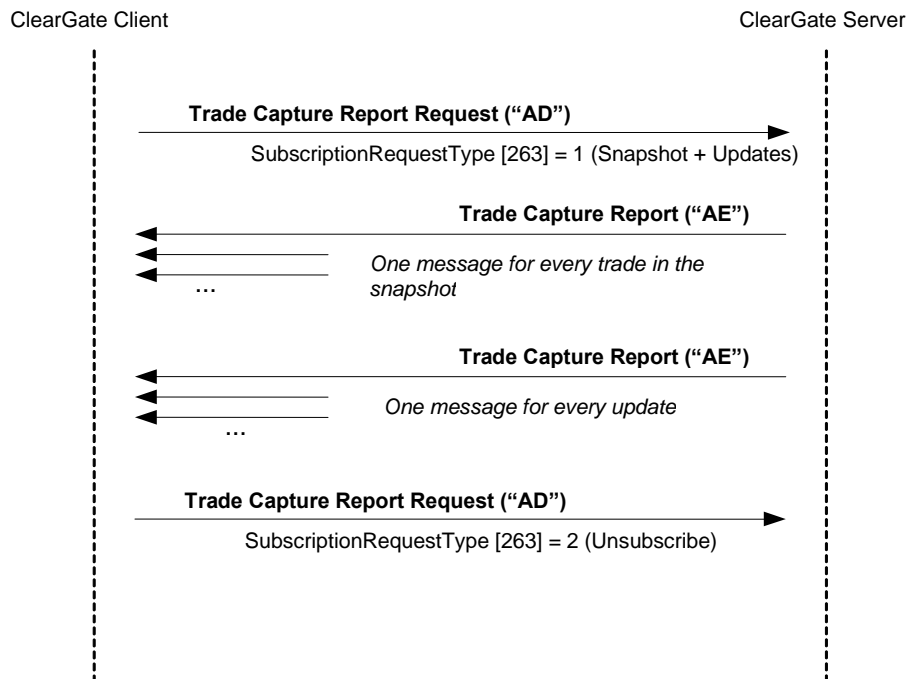 ClearGate Client
ClearGate Server
Trade Capture Report Request (“AD”)
SubscriptionRequestType [263] = 1 (Snapshot + Updates)
Trade Capture Report (“AE”)
One message for every trade in the
snapshot
...
Trade Capture Report (“AE”)
One message for every update
...
Trade Capture Report Request (“AD”)
SubscriptionRequestType [263] = 2 (Unsubscribe)